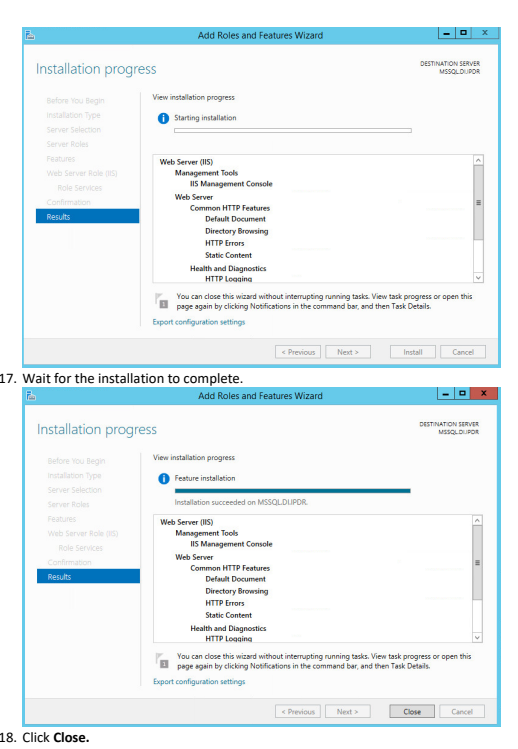 Add Roles and Features Wizard
Installation progress
DESTINATION SERVER
MSSQL.DIJPDR
Before You Begin
Installation Type
Server Selection
Server Roles
Features
Web Server Role (IIS)
Role Services
Confirmation
Results
View installation progress
Starting installation
Web Server (IIS)
Management Tools
IIS Management Console
Web Server
Common HTTP Features
Default Document
Directory Browsing
HTTP Errors
Static Content
Health and Diagnostics
HTTP Logging
1
You can close this wizard without interrupting running tasks. View task progress or open this
page again by clicking Notifications in the command bar, and then Task Details.
Export configuration settings
< Previous
Next >
Install
Cancel
17. Wait for the installation to complete.
Add Roles and Features Wizard
Installation progress
DESTINATION SERVER
MSSQL.DIJPDR
Before You Begin
Installation Type
Server Selection
Server Roles
Features
Web Server Role (IIS)
Role Services
Confirmation
Results
View installation progress
Feature installation
Installation succeeded on MSSQL.DIJPDR.
Web Server (IIS)
Management Tools
IIS Management Console
Web Server
Common HTTP Features
Default Document
Directory Browsing
HTTP Errors
Static Content
Health and Diagnostics
HTTP Logging
1
You can close this wizard without interrupting running tasks. View task progress or open this
page again by clicking Notifications in the command bar, and then Task Details.
Export configuration settings
< Previous
Next >
Close
Cancel
18. Click Close.